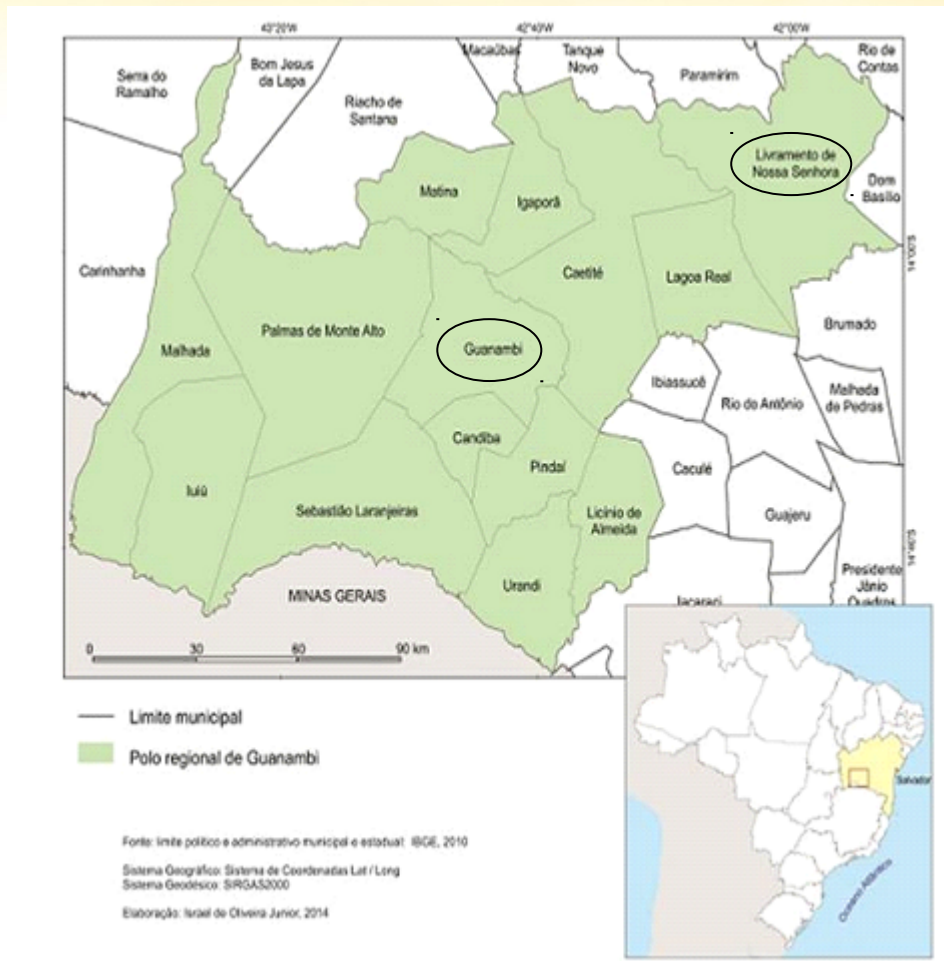 43°20'W
42°40'W
42°00'W
Serra do
Ramalho
Bom Jesus
da Lapa
Macaúbas
Tanque
Novo
Paramirim
Rio de
Contas
Riacho de
Santana
Livramento de
Nossa Senhora
Dom
Basílio
Matina
Igaporã
14°00'S
Carinhanha
Caetité
Lagoa Real
Palmas de Monte Alto
Brumado
Malhada
Guanambi
Ibiassucê
Rio do Antônio
Malhada
de Pedras
Candiba
Pindaí
Caculé
Iuiú
Sebastião Laranjeiras
Licínio de
Almeida
Guajeru
14°40'S
Urandi
Presidente
Jânio
Quadros
MINAS GERAIS
Jacaraci
0 30 60 90 km
Limite municipal
Polo regional de Guanambi
Salvador
Oceano Atlântico
Fonte: limite político e administrativo municipal e estadual: IBGE, 2010
Sistema Geográfico: Sistema de Coordenadas Lat / Long
Sistema Geodésico: SIRGAS2000
Elaboração: Israel de Oliveira Junior, 2014